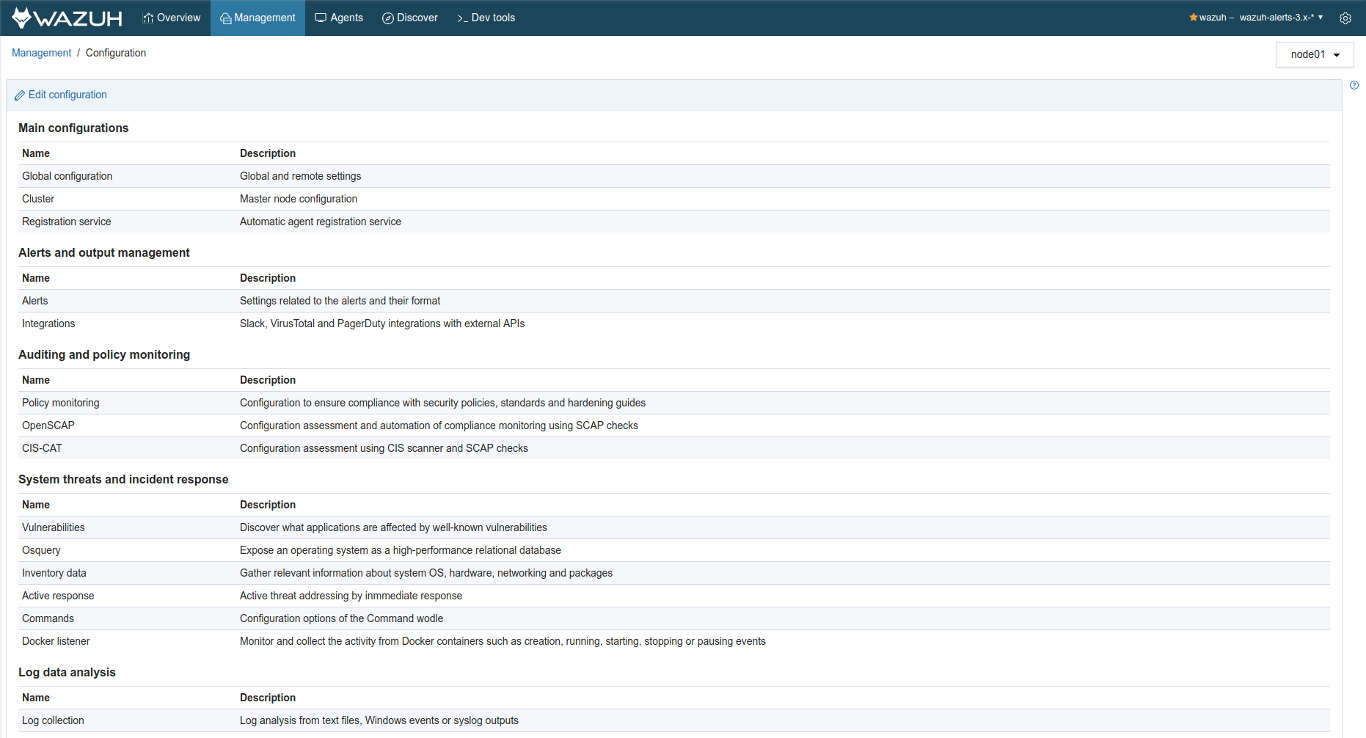 WAZUH Overview Management Agents Discover >_ Dev tools wazuh – wazuh-alerts-3.x-*
Management / Configuration
node01
Edit configuration
Main configurations
Name Description
Global configuration Global and remote settings
Cluster Master node configuration
Registration service Automatic agent registration service
Alerts and output management
Name Description
Alerts Settings related to the alerts and their format
Integrations Slack, VirusTotal and PagerDuty integrations with external APIs
Auditing and policy monitoring
Name Description
Policy monitoring Configuration to ensure compliance with security policies, standards and hardening guides
OpenSCAP Configuration assessment and automation of compliance monitoring using SCAP checks
CIS-CAT Configuration assessment using CIS scanner and SCAP checks
System threats and incident response
Name Description
Vulnerabilities Discover what applications are affected by well-known vulnerabilities
Osquery Expose an operating system as a high-performance relational database
Inventory data Gather relevant information about system OS, hardware, networking and packages
Active response Active threat addressing by inmmediate response
Commands Configuration options of the Command wodle
Docker listener Monitor and collect the activity from Docker containers such as creation, running, starting, stopping or pausing events
Log data analysis
Name Description
Log collection Log analysis from text files, Windows events or syslog outputs